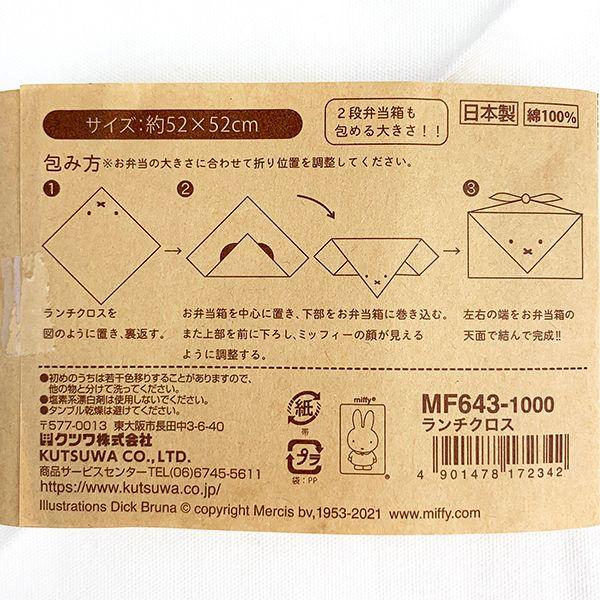 サイズ：約52×52cm
2段弁当箱も
包める大きさ！！
日本製
綿100%
包み方※お弁当の大きさに合わせて折り位置を調整してください。
1
2
3
ランチクロスを
図のように置き、裏返す。
お弁当箱を中心に置き、下部をお弁当箱に巻き込む。
また上部を前に下ろし、ミッフィーの顔が見える
ように調整する。
左右の端をお弁当箱の
天面で結んで完成!!
●初めのうちは若干色移りすることがありますので、
他の物と分けて洗ってください。
●塩素系漂白剤は使用しないでください。
●タンブル乾燥は避けてください。
〒577-0013 東大阪市長田中3-6-40
クツワ株式会社
KUTSUWA CO., LTD.
商品サービスセンターTEL(06)6745-5611
https://www.kutsuwa.co.jp/
Illustrations Dick Bruna © copyright Mercis bv,1953-2021 www.miffy.com
紙
帯
プラ
袋：PP
miffy
MF643-1000
ランチクロス
4 901478 172342